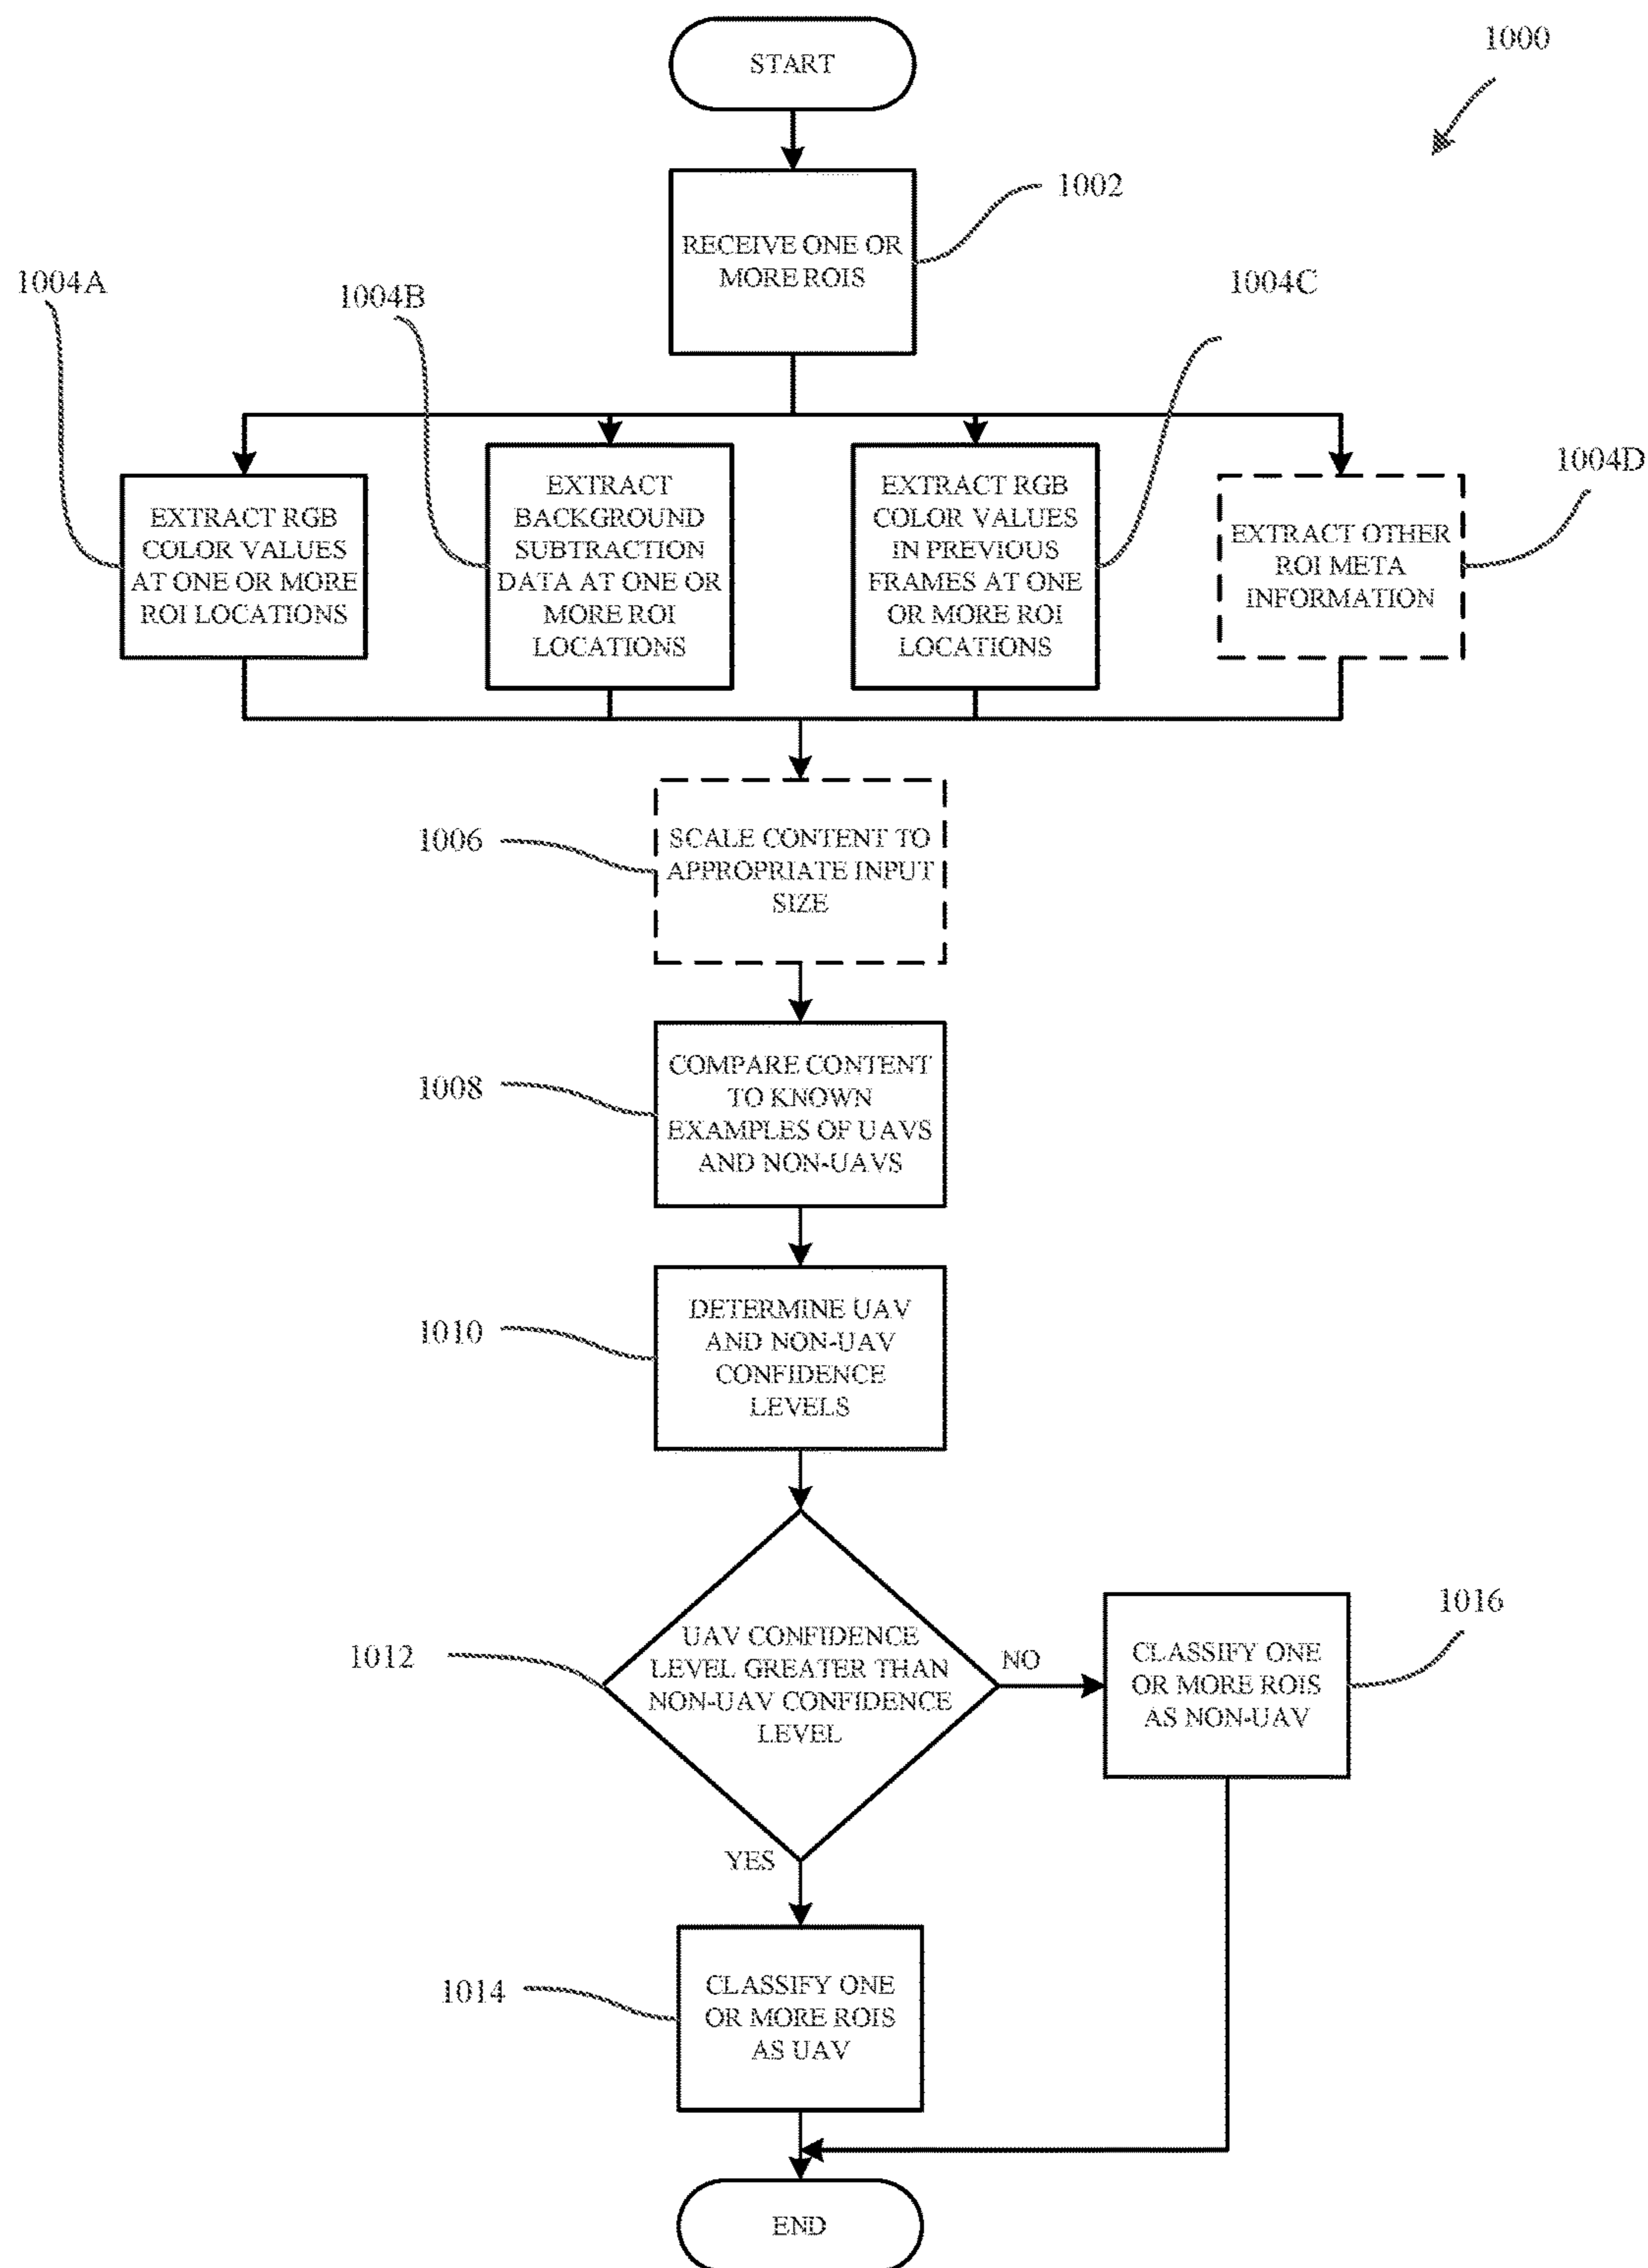 START
1000
RECEIVE ONE OR
MORE ROIS
1002
1004A
1004B
1004C
1004D
EXTRACT RGB
COLOR VALUES
AT ONE OR MORE
ROI LOCATIONS
EXTRACT
BACKGROUND
SUBTRACTION
DATA AT ONE OR
MORE ROI
LOCATIONS
EXTRACT RGB
COLOR VALUES
IN PREVIOUS
FRAMES AT ONE
OR MORE ROI
LOCATIONS
EXTRACT OTHER
ROI META
INFORMATION
1006
SCALE CONTENT TO
APPROPRIATE INPUT
SIZE
1008
COMPARE CONTENT
TO KNOWN
EXAMPLES OF UAVS
AND NON-UAVS
1010
DETERMINE UAV
AND NON-UAV
CONFIDENCE
LEVELS
1012
UAV CONFIDENCE
LEVEL GREATER THAN
NON-UAV CONFIDENCE
LEVEL
NO
1016
CLASSIFY ONE
OR MORE ROIS
AS NON-UAV
YES
1014
CLASSIFY ONE
OR MORE ROIS
AS UAV
END